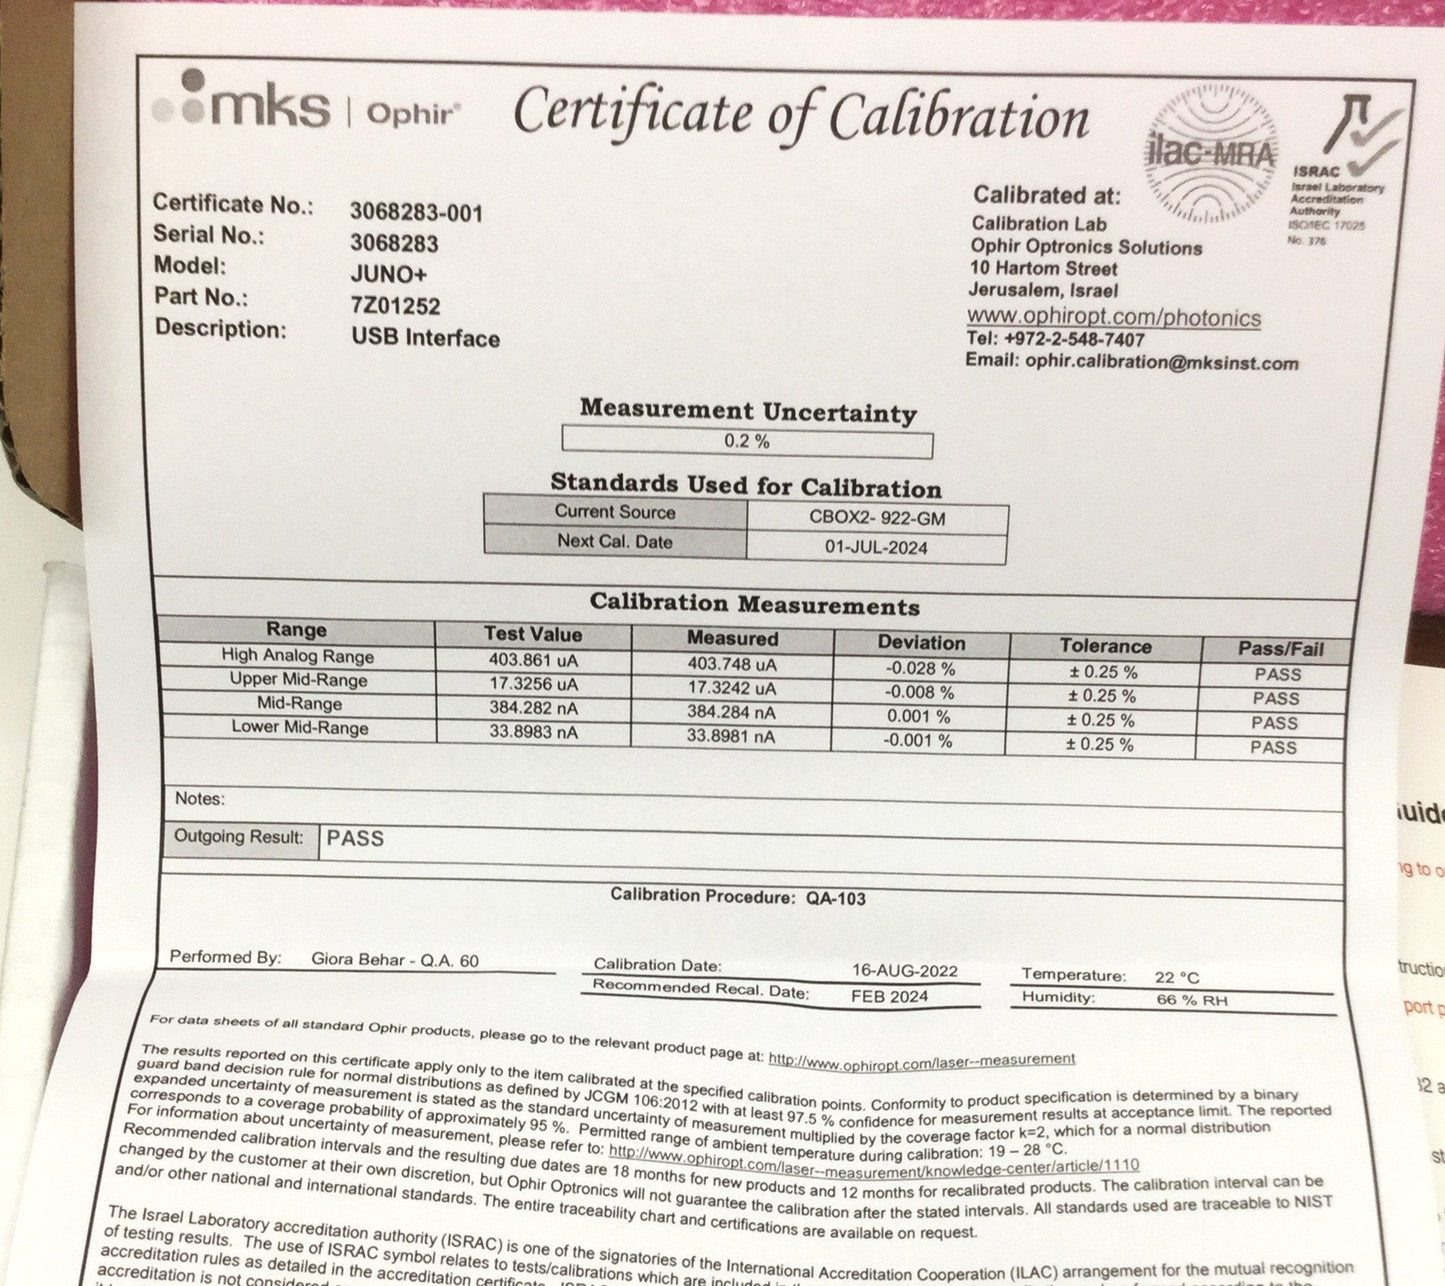 mks | Ophir®
Certificate of Calibration
ilac-MRA
ISRAC
Israel Laboratory
Accreditation
Authority
ISO/IEC 17025
No. 376
Certificate No.: 3068283-001
Serial No.: 3068283
Model: JUNO+
Part No.: 7Z01252
Description: USB Interface
Calibrated at:
Calibration Lab
Ophir Optronics Solutions
10 Hartom Street
Jerusalem, Israel
www.ophiropt.com/photonics
Tel: +972-2-548-7407
Email: ophir.calibration@mksinst.com
Measurement Uncertainty
0.2 %
Standards Used for Calibration
Current Source CBOX2- 922-GM
Next Cal. Date 01-JUL-2024
Calibration Measurements
Range Test Value Measured Deviation Tolerance Pass/Fail
High Analog Range 403.861 uA 403.748 uA -0.028 % ± 0.25 % PASS
Upper Mid-Range 17.3256 uA 17.3242 uA -0.008 % ± 0.25 % PASS
Mid-Range 384.282 nA 384.284 nA 0.001 % ± 0.25 % PASS
Lower Mid-Range 33.8983 nA 33.8981 nA -0.001 % ± 0.25 % PASS
Notes:
Outgoing Result: PASS
Calibration Procedure: QA-103
Performed By: Giora Behar - Q.A. 60
Calibration Date: 16-AUG-2022
Recommended Recal. Date: FEB 2024
Temperature: 22 °C
Humidity: 66 % RH
For data sheets of all standard Ophir products, please go to the relevant product page at: http://www.ophiropt.com/laser--measurement
The results reported on this certificate apply only to the item calibrated at the specified calibration points. Conformity to product specification is determined by a binary
guard band decision rule for normal distributions as defined by JCGM 106:2012 with at least 97.5 % confidence for measurement results at acceptance limit. The reported
expanded uncertainty of measurement is stated as the standard uncertainty of measurement multiplied by the coverage factor k=2, which for a normal distribution
corresponds to a coverage probability of approximately 95 %. Permitted range of ambient temperature during calibration: 19 – 28 °C.
For information about uncertainty of measurement, please refer to: http://www.ophiropt.com/laser--measurement/knowledge-center/article/1110
Recommended calibration intervals and the resulting due dates are 18 months for new products and 12 months for recalibrated products. The calibration interval can be
changed by the customer at their own discretion, but Ophir Optronics will not guarantee the calibration after the stated intervals. All standards used are traceable to NIST
and/or other national and international standards. The entire traceability chart and certifications are available on request.
The Israel Laboratory accreditation authority (ISRAC) is one of the signatories of the International Accreditation Cooperation (ILAC) arrangement for the mutual recognition
of testing results. The use of ISRAC symbol relates to tests/calibrations which are
accreditation rules as detailed in the accreditation
accreditation is not